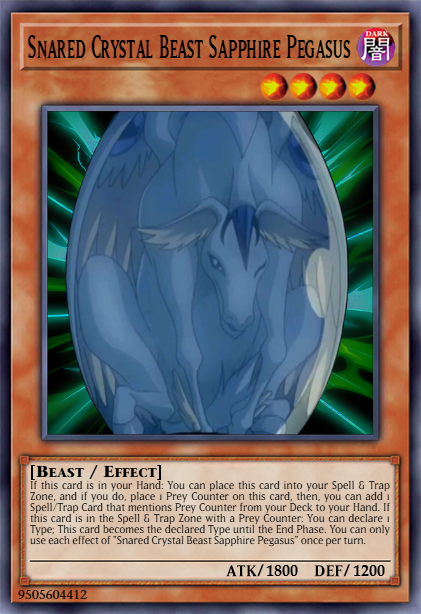 Snared Crystal Beast Sapphire Pegasus
DARK
闇
[Beast / Effect]
If this card is in your Hand: You can place this card into your Spell & Trap
Zone, and if you do, place 1 Prey Counter on this card, then, you can add 1
Spell/Trap Card that mentions Prey Counter from your Deck to your Hand. If
this card is in the Spell & Trap Zone with a Prey Counter: You can declare 1
Type; This card becomes the declared Type until the End Phase. You can only
use each effect of "Snared Crystal Beast Sapphire Pegasus" once per turn.
ATK/1800 DEF/1200
9505604412